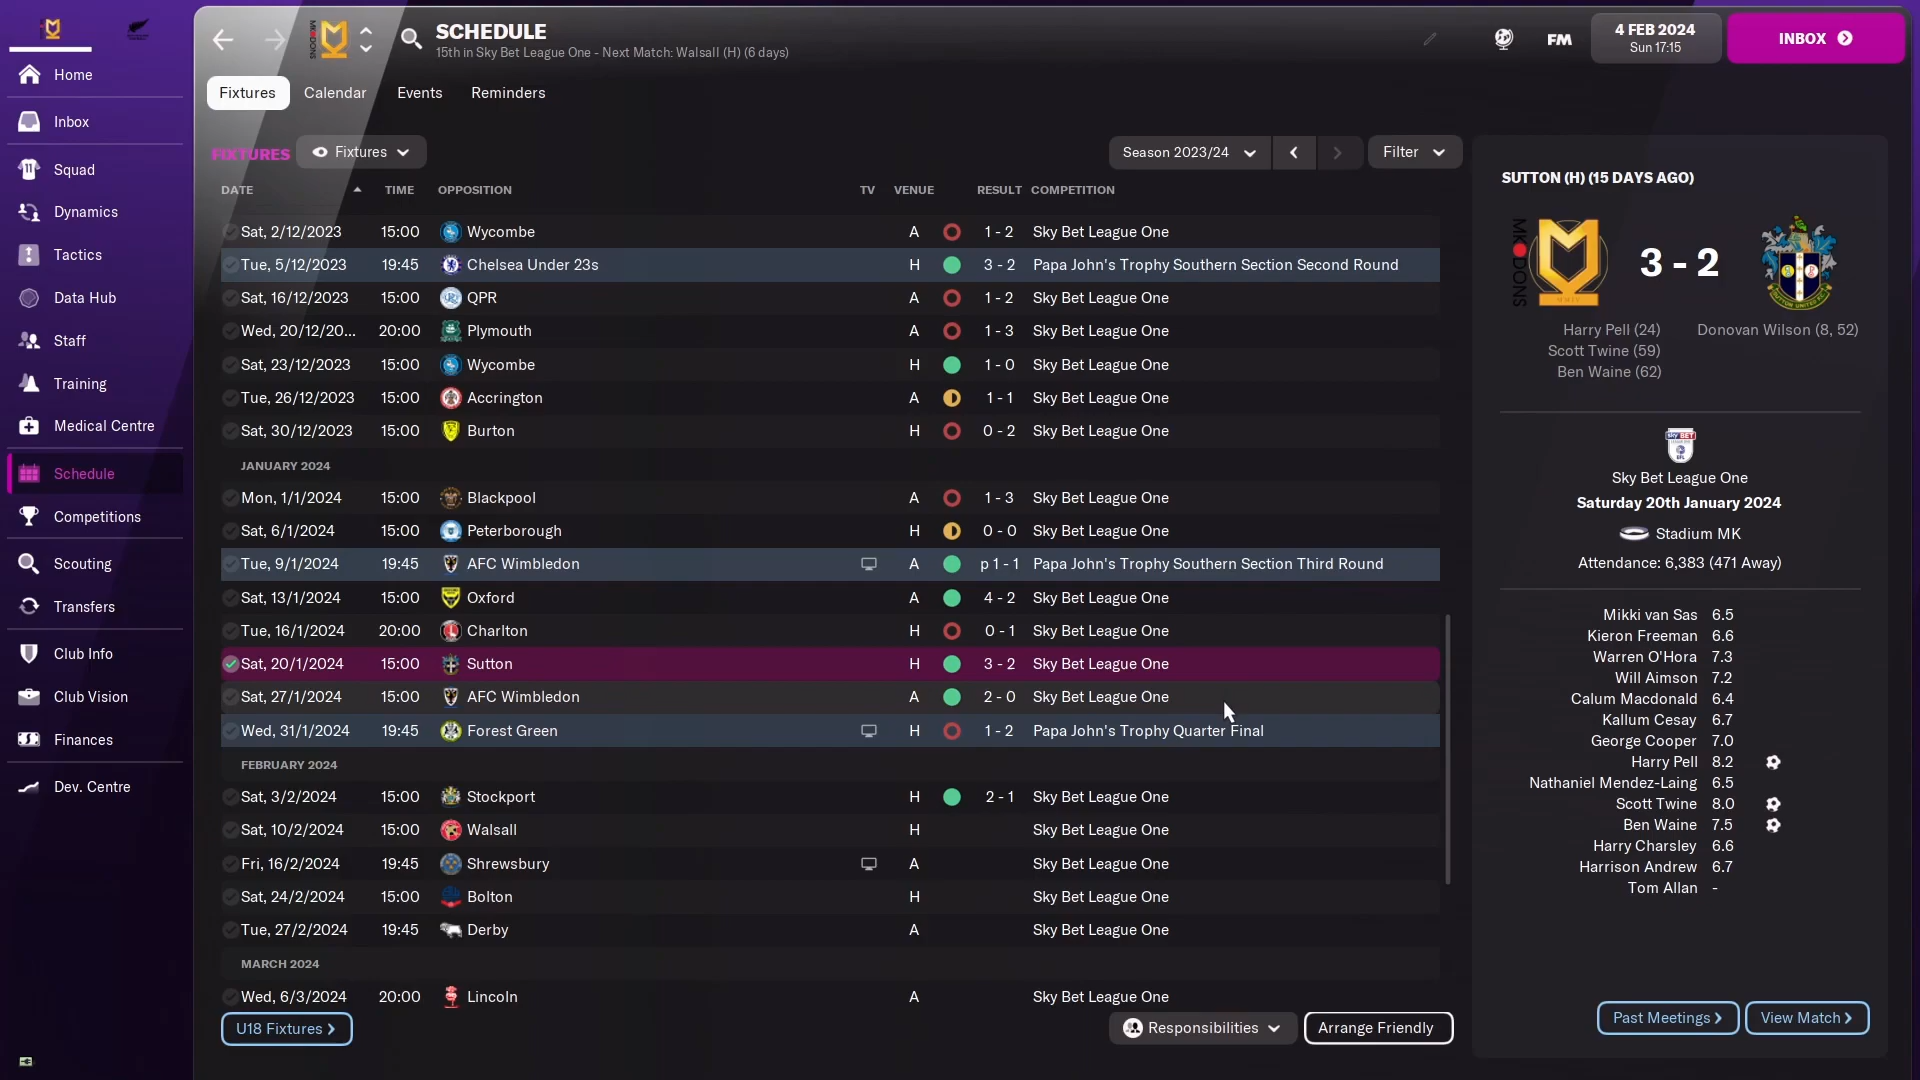 SCHEDULE
15th in Sky Bet League One - Next Match: Walsall (H) (6 days)
FM
4 FEB 2024
Sun 17:15
INBOX
Home
Inbox
Squad
Dynamics
Tactics
Data Hub
Staff
Training
Medical Centre
Schedule
Competitions
Scouting
Transfers
Club Info
Club Vision
Finances
Dev. Centre
Fixtures Calendar Events Reminders
FIXTURES Fixtures Season 2023/24 Filter
DATE TIME OPPOSITION TV VENUE RESULT COMPETITION
Sat, 2/12/2023 15:00 Wycombe A 1 - 2 Sky Bet League One
Tue, 5/12/2023 19:45 Chelsea Under 23s H 3 - 2 Papa John's Trophy Southern Section Second Round
Sat, 16/12/2023 15:00 QPR A 1 - 2 Sky Bet League One
Wed, 20/12/20... 20:00 Plymouth A 1 - 3 Sky Bet League One
Sat, 23/12/2023 15:00 Wycombe H 1 - 0 Sky Bet League One
Tue, 26/12/2023 15:00 Accrington A 1 - 1 Sky Bet League One
Sat, 30/12/2023 15:00 Burton H 0 - 2 Sky Bet League One
JANUARY 2024
Mon, 1/1/2024 15:00 Blackpool A 1 - 3 Sky Bet League One
Sat, 6/1/2024 15:00 Peterborough H 0 - 0 Sky Bet League One
Tue, 9/1/2024 19:45 AFC Wimbledon A p 1 - 1 Papa John's Trophy Southern Section Third Round
Sat, 13/1/2024 15:00 Oxford A 4 - 2 Sky Bet League One
Tue, 16/1/2024 20:00 Charlton H 0 - 1 Sky Bet League One
Sat, 20/1/2024 15:00 Sutton H 3 - 2 Sky Bet League One
Sat, 27/1/2024 15:00 AFC Wimbledon A 2 - 0 Sky Bet League One
Wed, 31/1/2024 19:45 Forest Green H 1 - 2 Papa John's Trophy Quarter Final
FEBRUARY 2024
Sat, 3/2/2024 15:00 Stockport H 2 - 1 Sky Bet League One
Sat, 10/2/2024 15:00 Walsall H Sky Bet League One
Fri, 16/2/2024 19:45 Shrewsbury A Sky Bet League One
Sat, 24/2/2024 15:00 Bolton H Sky Bet League One
Tue, 27/2/2024 19:45 Derby A Sky Bet League One
MARCH 2024
Wed, 6/3/2024 20:00 Lincoln A Sky Bet League One
U18 Fixtures Responsibilities Arrange Friendly
SUTTON (H) (15 DAYS AGO)
MK DONS
3 - 2
Harry Pell (24) Donovan Wilson (8, 52)
Scott Twine (59)
Ben Waine (62)
Sky Bet League One
Saturday 20th January 2024
Stadium MK
Attendance: 6,383 (471 Away)
Mikki van Sas 6.5
Kieron Freeman 6.6
Warren O'Hora 7.3
Will Aimson 7.2
Calum Macdonald 6.4
Kallum Cesay 6.7
George Cooper 7.0
Harry Pell 8.2
Nathaniel Mendez-Laing 6.5
Scott Twine 8.0
Ben Waine 7.5
Harry Charsley 6.6
Harrison Andrew 6.7
Tom Allan -
Past Meetings View Match